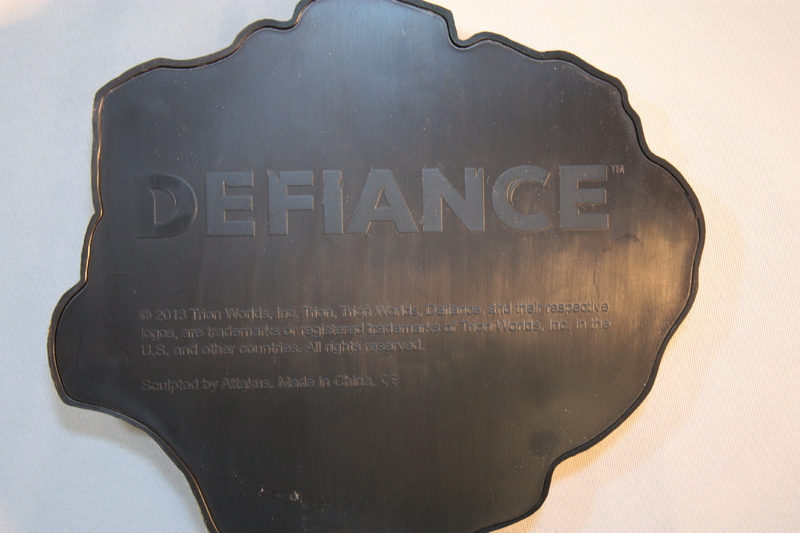 DEFIANCE™
© 2013 Trion Worlds, Inc. Trion, Trion Worlds, Defiance, and their respective
logos, are trademarks or registered trademarks of Trion Worlds, Inc. in the
U.S. and other countries. All rights reserved.
Sculpted by Attakus. Made in China. CE